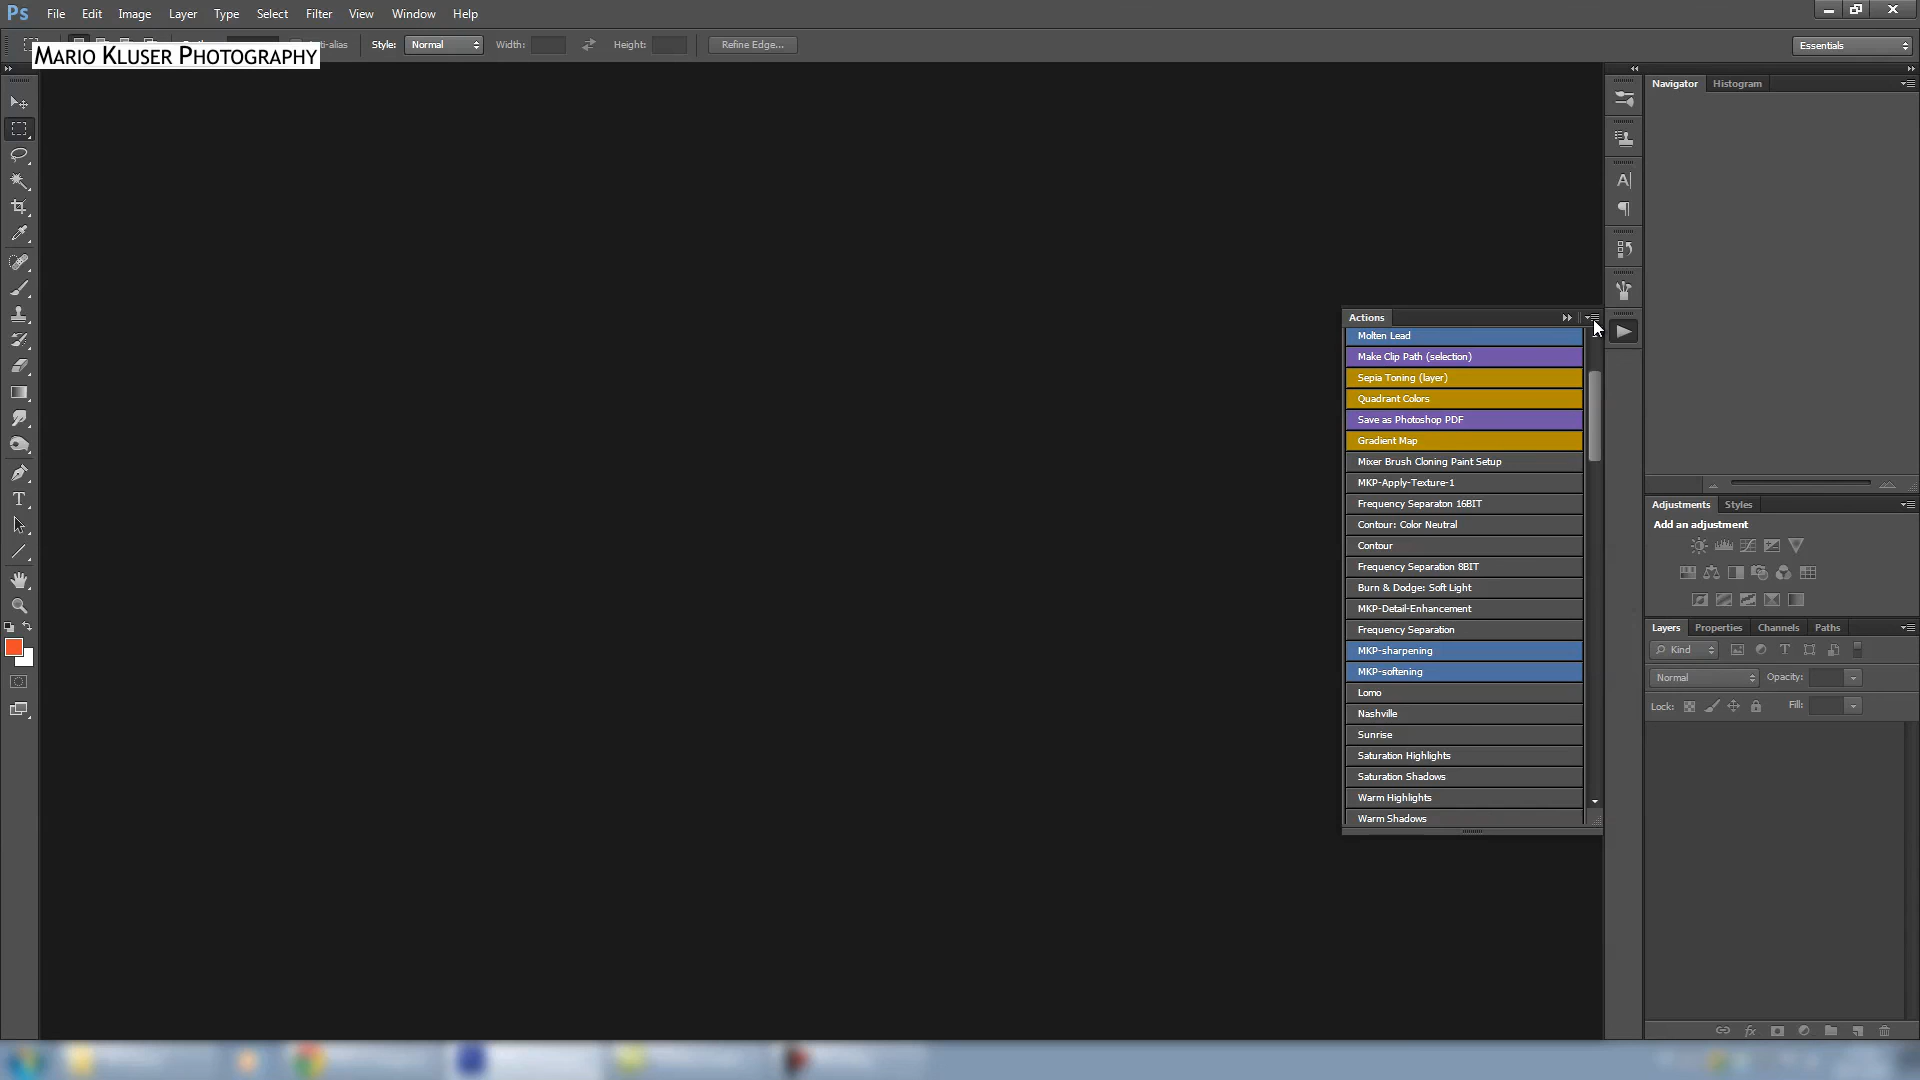 Ps File Edit Image Layer Type Select Filter View Window Help
Style: Normal Width: Height: Refine Edge... Essentials
MARIO KLUSER PHOTOGRAPHY
Navigator Histogram
Actions
Molten Lead
Make Clip Path (selection)
Sepia Toning (layer)
Quadrant Colors
Save as Photoshop PDF
Gradient Map
Mixer Brush Cloning Paint Setup
MKP-Apply-Texture-1
Frequency Separaton 16BIT
Contour: Color Neutral
Contour
Frequency Separation 8BIT
Burn & Dodge: Soft Light
MKP-Detail-Enhancement
Frequency Separation
MKP-sharpening
MKP-softening
Lomo
Nashville
Sunrise
Saturation Highlights
Saturation Shadows
Warm Highlights
Warm Shadows
Adjustments Styles
Add an adjustment
Layers Properties Channels Paths
Kind
Normal Opacity:
Lock: Fill: